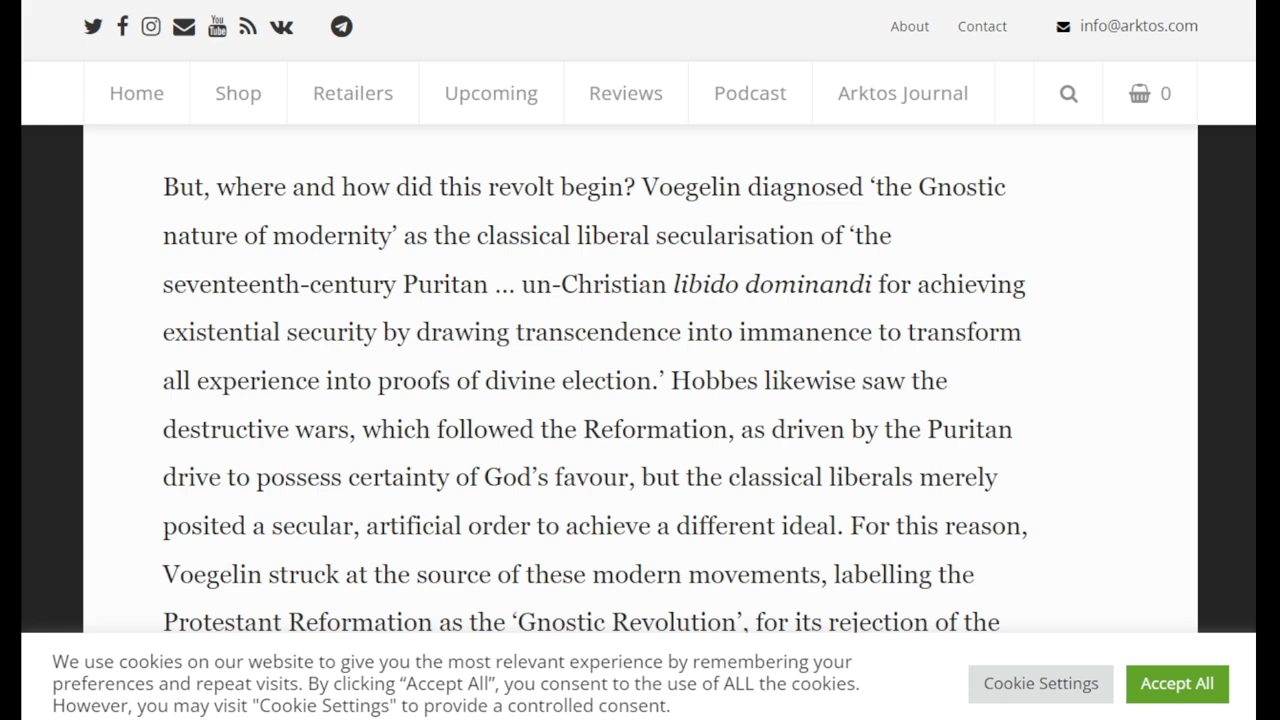 You Tube
About Contact info@arktos.com
Home Shop Retailers Upcoming Reviews Podcast Arktos Journal 0
But, where and how did this revolt begin? Voegelin diagnosed ‘the Gnostic
nature of modernity’ as the classical liberal secularisation of ‘the
seventeenth-century Puritan ... un-Christian libido dominandi for achieving
existential security by drawing transcendence into immanence to transform
all experience into proofs of divine election.’ Hobbes likewise saw the
destructive wars, which followed the Reformation, as driven by the Puritan
drive to possess certainty of God’s favour, but the classical liberals merely
posited a secular, artificial order to achieve a different ideal. For this reason,
Voegelin struck at the source of these modern movements, labelling the
Protestant Reformation as the ‘Gnostic Revolution’, for its rejection of the
We use cookies on our website to give you the most relevant experience by remembering your
preferences and repeat visits. By clicking “Accept All”, you consent to the use of ALL the cookies.
However, you may visit "Cookie Settings" to provide a controlled consent.
Cookie Settings Accept All